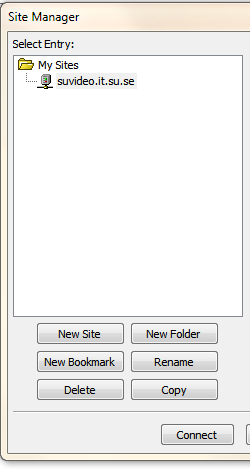 Site Manager
Select Entry:
My Sites
suvideo.it.su.se
New Site New Folder
New Bookmark Rename
Delete Copy
Connect